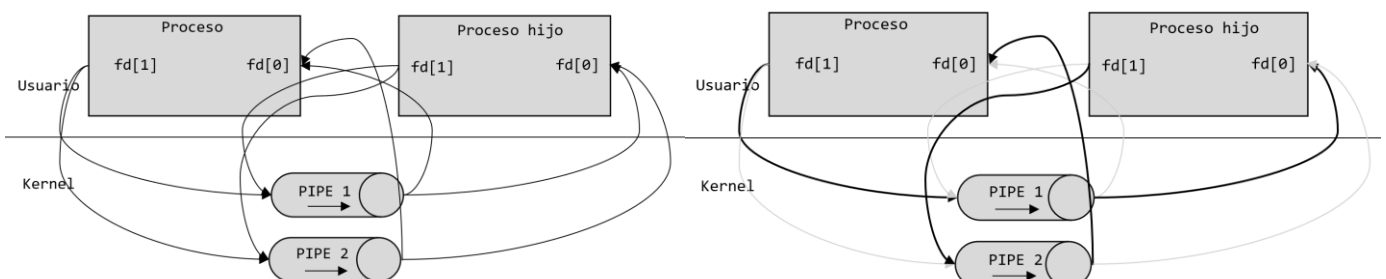 Proceso
Proceso hijo
fd[1]
fd[0]
fd[1]
fd[0]
Usuario
Kernel
PIPE 1
PIPE 2
Proceso
Proceso hijo
fd[1]
fd[0]
fd[1]
fd[0]
Usuario
Kernel
PIPE 1
PIPE 2